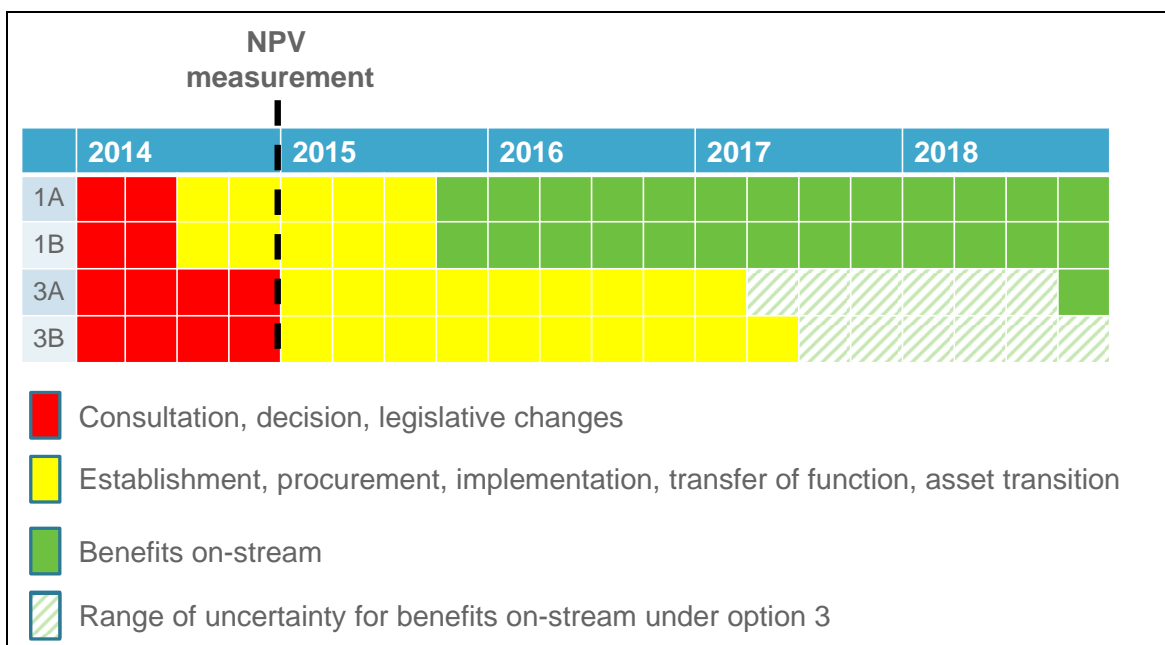 NPV
measurement
2014 2015 2016 2017 2018
1A
1B
3A
3B
Consultation, decision, legislative changes
Establishment, procurement, implementation, transfer of function, asset transition
Benefits on-stream
Range of uncertainty for benefits on-stream under option 3